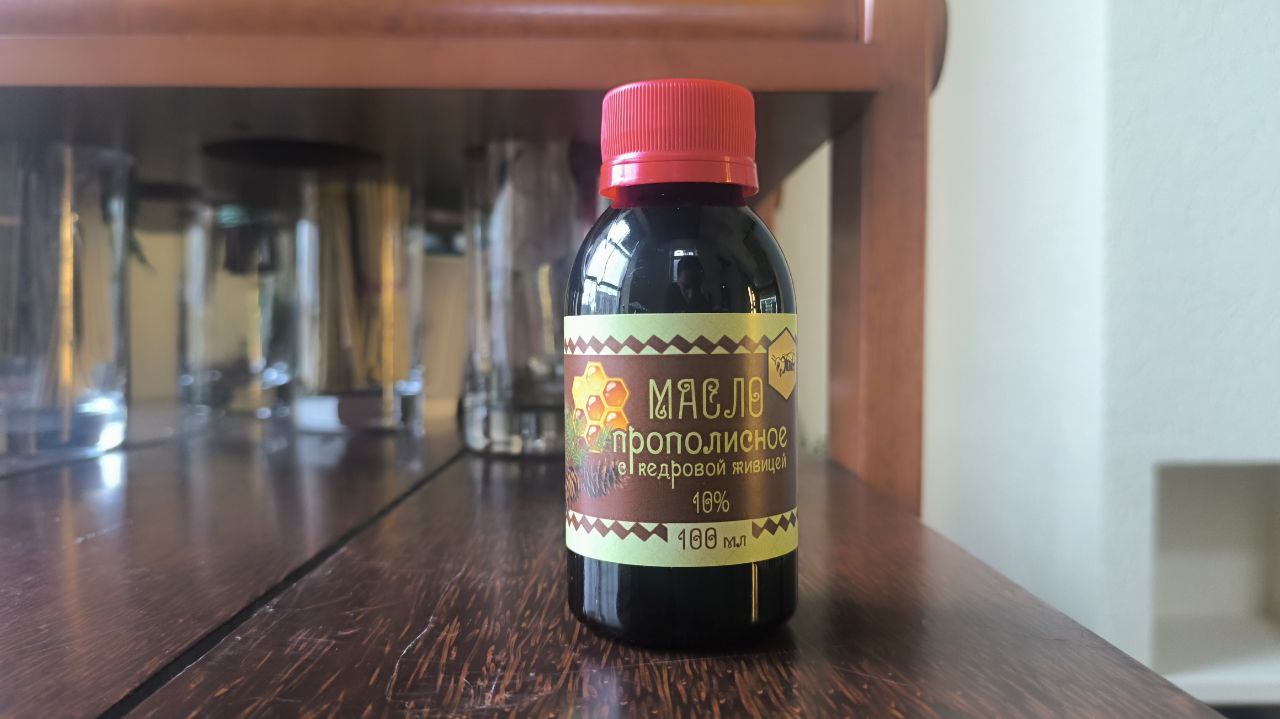 МАСЛО
прополисное
с кедровой живицей
10%
100 мл